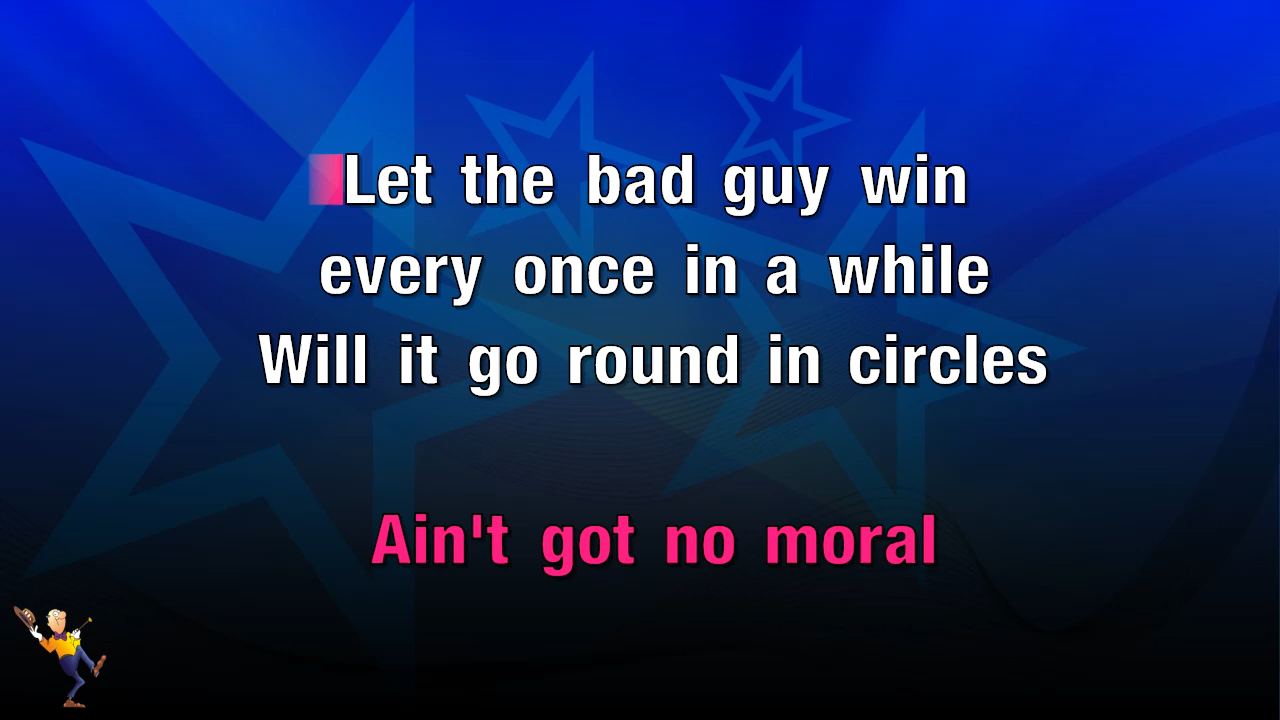 Let the bad guy win
every once in a while
Will it go round in circles
Ain't got no moral